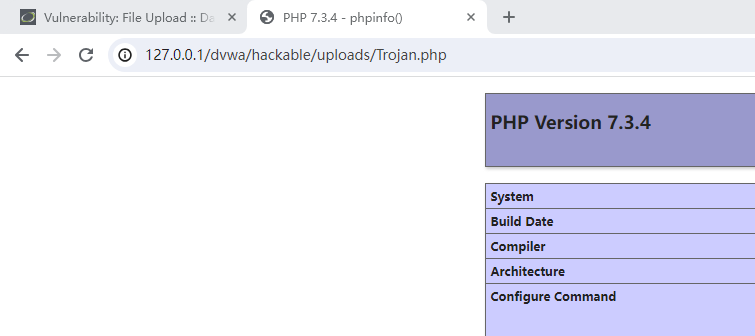 Vulnerability: File Upload :: Da
PHP 7.3.4 - phpinfo()
127.0.0.1/dvwa/hackable/uploads/Trojan.php
PHP Version 7.3.4
System
Build Date
Compiler
Architecture
Configure Command